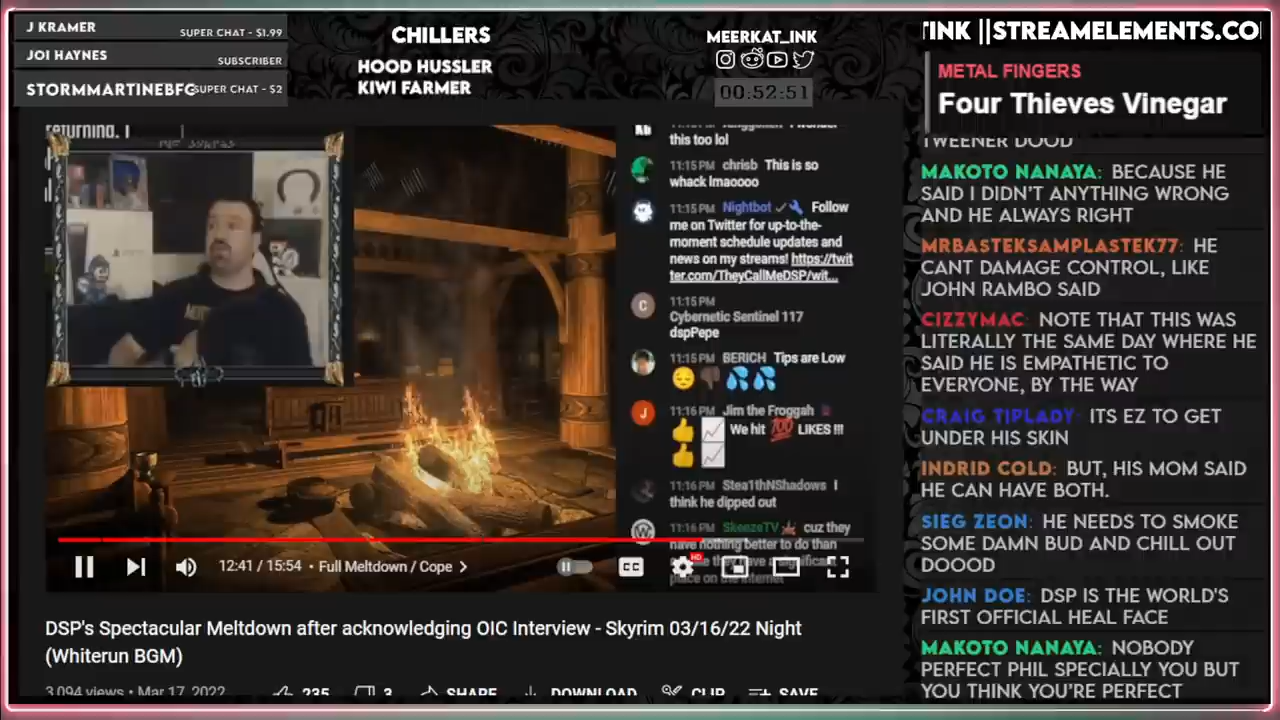 J KRAMER
SUPER CHAT - $1.99
JOI HAYNES
SUBSCRIBER
STORMMARTINEBFG
SUPER CHAT - $2
CHILLERS
HOOD HUSSLER
KIWI FARMER
MEERKAT_INK
00:52:51
TINK ||STREAMELEMENTS.CO
METAL FINGERS
Four Thieves Vinegar
returning. I
this too lol
11:15 PM chrisb This is so
whack lmaoooo
11:15 PM Nightbot Follow
me on Twitter for up-to-the-
moment schedule updates and
news on my streams! https://twit
ter.com/TheyCallMeDSP/wit...
C
11:15 PM
Cybernetic Sentinel 117
dspPepe
11:15 PM BERICH Tips are Low
J
11:16 PM Jim the Froggah
We hit 100 LIKES !!!
11:16 PM Stea1thNShadows I
think he dipped out
11:16 PM SkeezeTV cuz they
have nothing better to do than
they have a significant
place on the internet
12:41 / 15:54 • Full Meltdown / Cope >
CC
HD
DSP's Spectacular Meltdown after acknowledging OIC Interview - Skyrim 03/16/22 Night
(Whiterun BGM)
3,094 views • Mar 17, 2022
235
3
SHARE
DOWNLOAD
CLIP
SAVE
TWEENER DOOD
MAKOTO NANAYA: BECAUSE HE
SAID I DIDN'T ANYTHING WRONG
AND HE ALWAYS RIGHT
MRBASTEKSAMPLASTEK77: HE
CANT DAMAGE CONTROL, LIKE
JOHN RAMBO SAID
CIZZYMAC: NOTE THAT THIS WAS
LITERALLY THE SAME DAY WHERE HE
SAID HE IS EMPATHETIC TO
EVERYONE, BY THE WAY
CRAIG TIPLADY: ITS EZ TO GET
UNDER HIS SKIN
INDRID COLD: BUT, HIS MOM SAID
HE CAN HAVE BOTH.
SIEG ZEON: HE NEEDS TO SMOKE
SOME DAMN BUD AND CHILL OUT
DOOOD
JOHN DOE: DSP IS THE WORLD'S
FIRST OFFICIAL HEAL FACE
MAKOTO NANAYA: NOBODY
PERFECT PHIL SPECIALLY YOU BUT
YOU THINK YOU'RE PERFECT